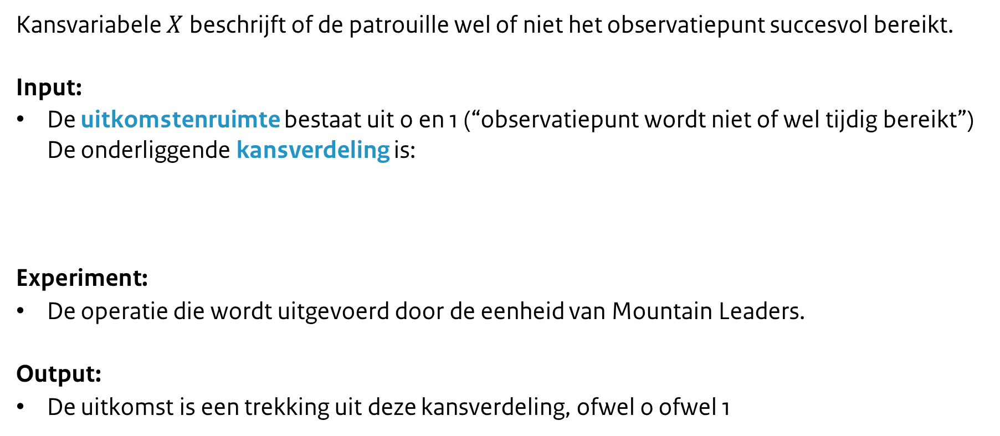 Kansvariabele X beschrijft of de patrouille wel of niet het observatiepunt succesvol bereikt.
Input:
• De uitkomstenruimte bestaat uit 0 en 1 (“observatiepunt wordt niet of wel tijdig bereikt”)
De onderliggende kansverdeling is:
Experiment:
• De operatie die wordt uitgevoerd door de eenheid van Mountain Leaders.
Output:
• De uitkomst is een trekking uit deze kansverdeling, ofwel 0 ofwel 1